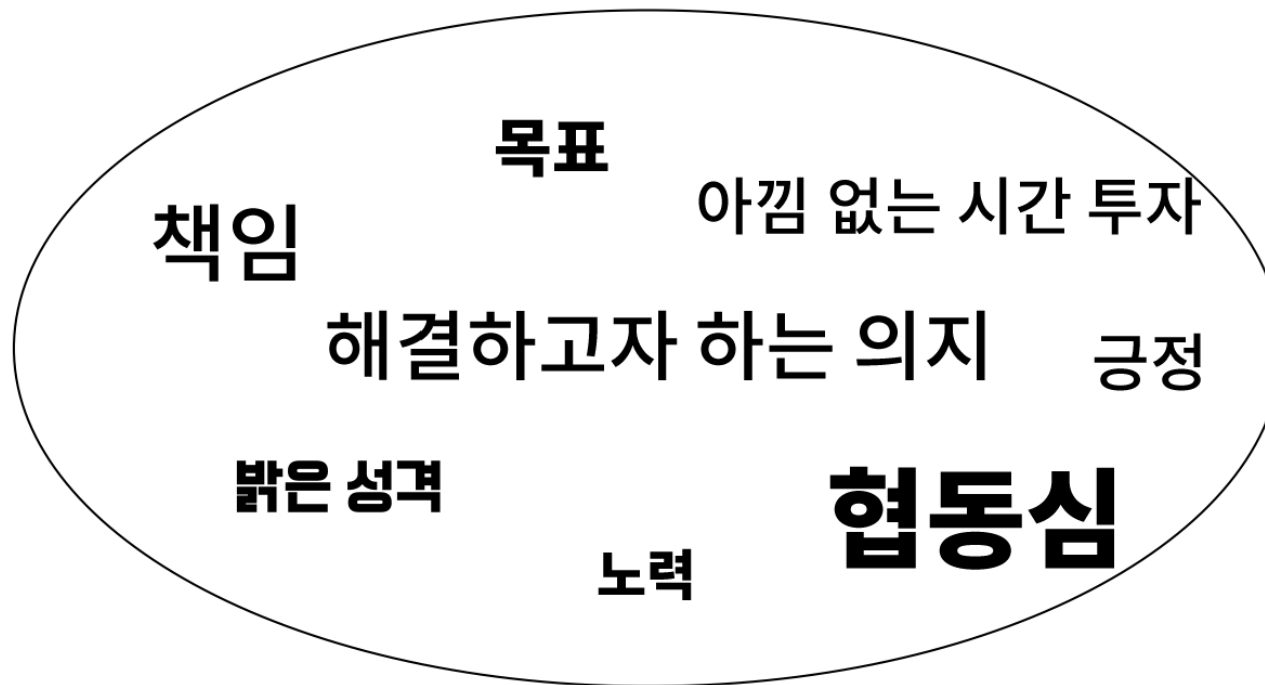 목표
아낌 없는 시간 투자
책임
해결하고자 하는 의지
긍정
밝은 성격
협동심
노력